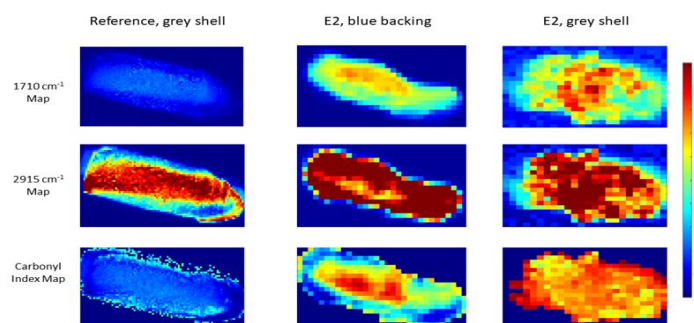 Reference, grey shell
E2, blue backing
E2, grey shell
1710 cm⁻¹
Map
2915 cm⁻¹
Map
Carbonyl
Index Map